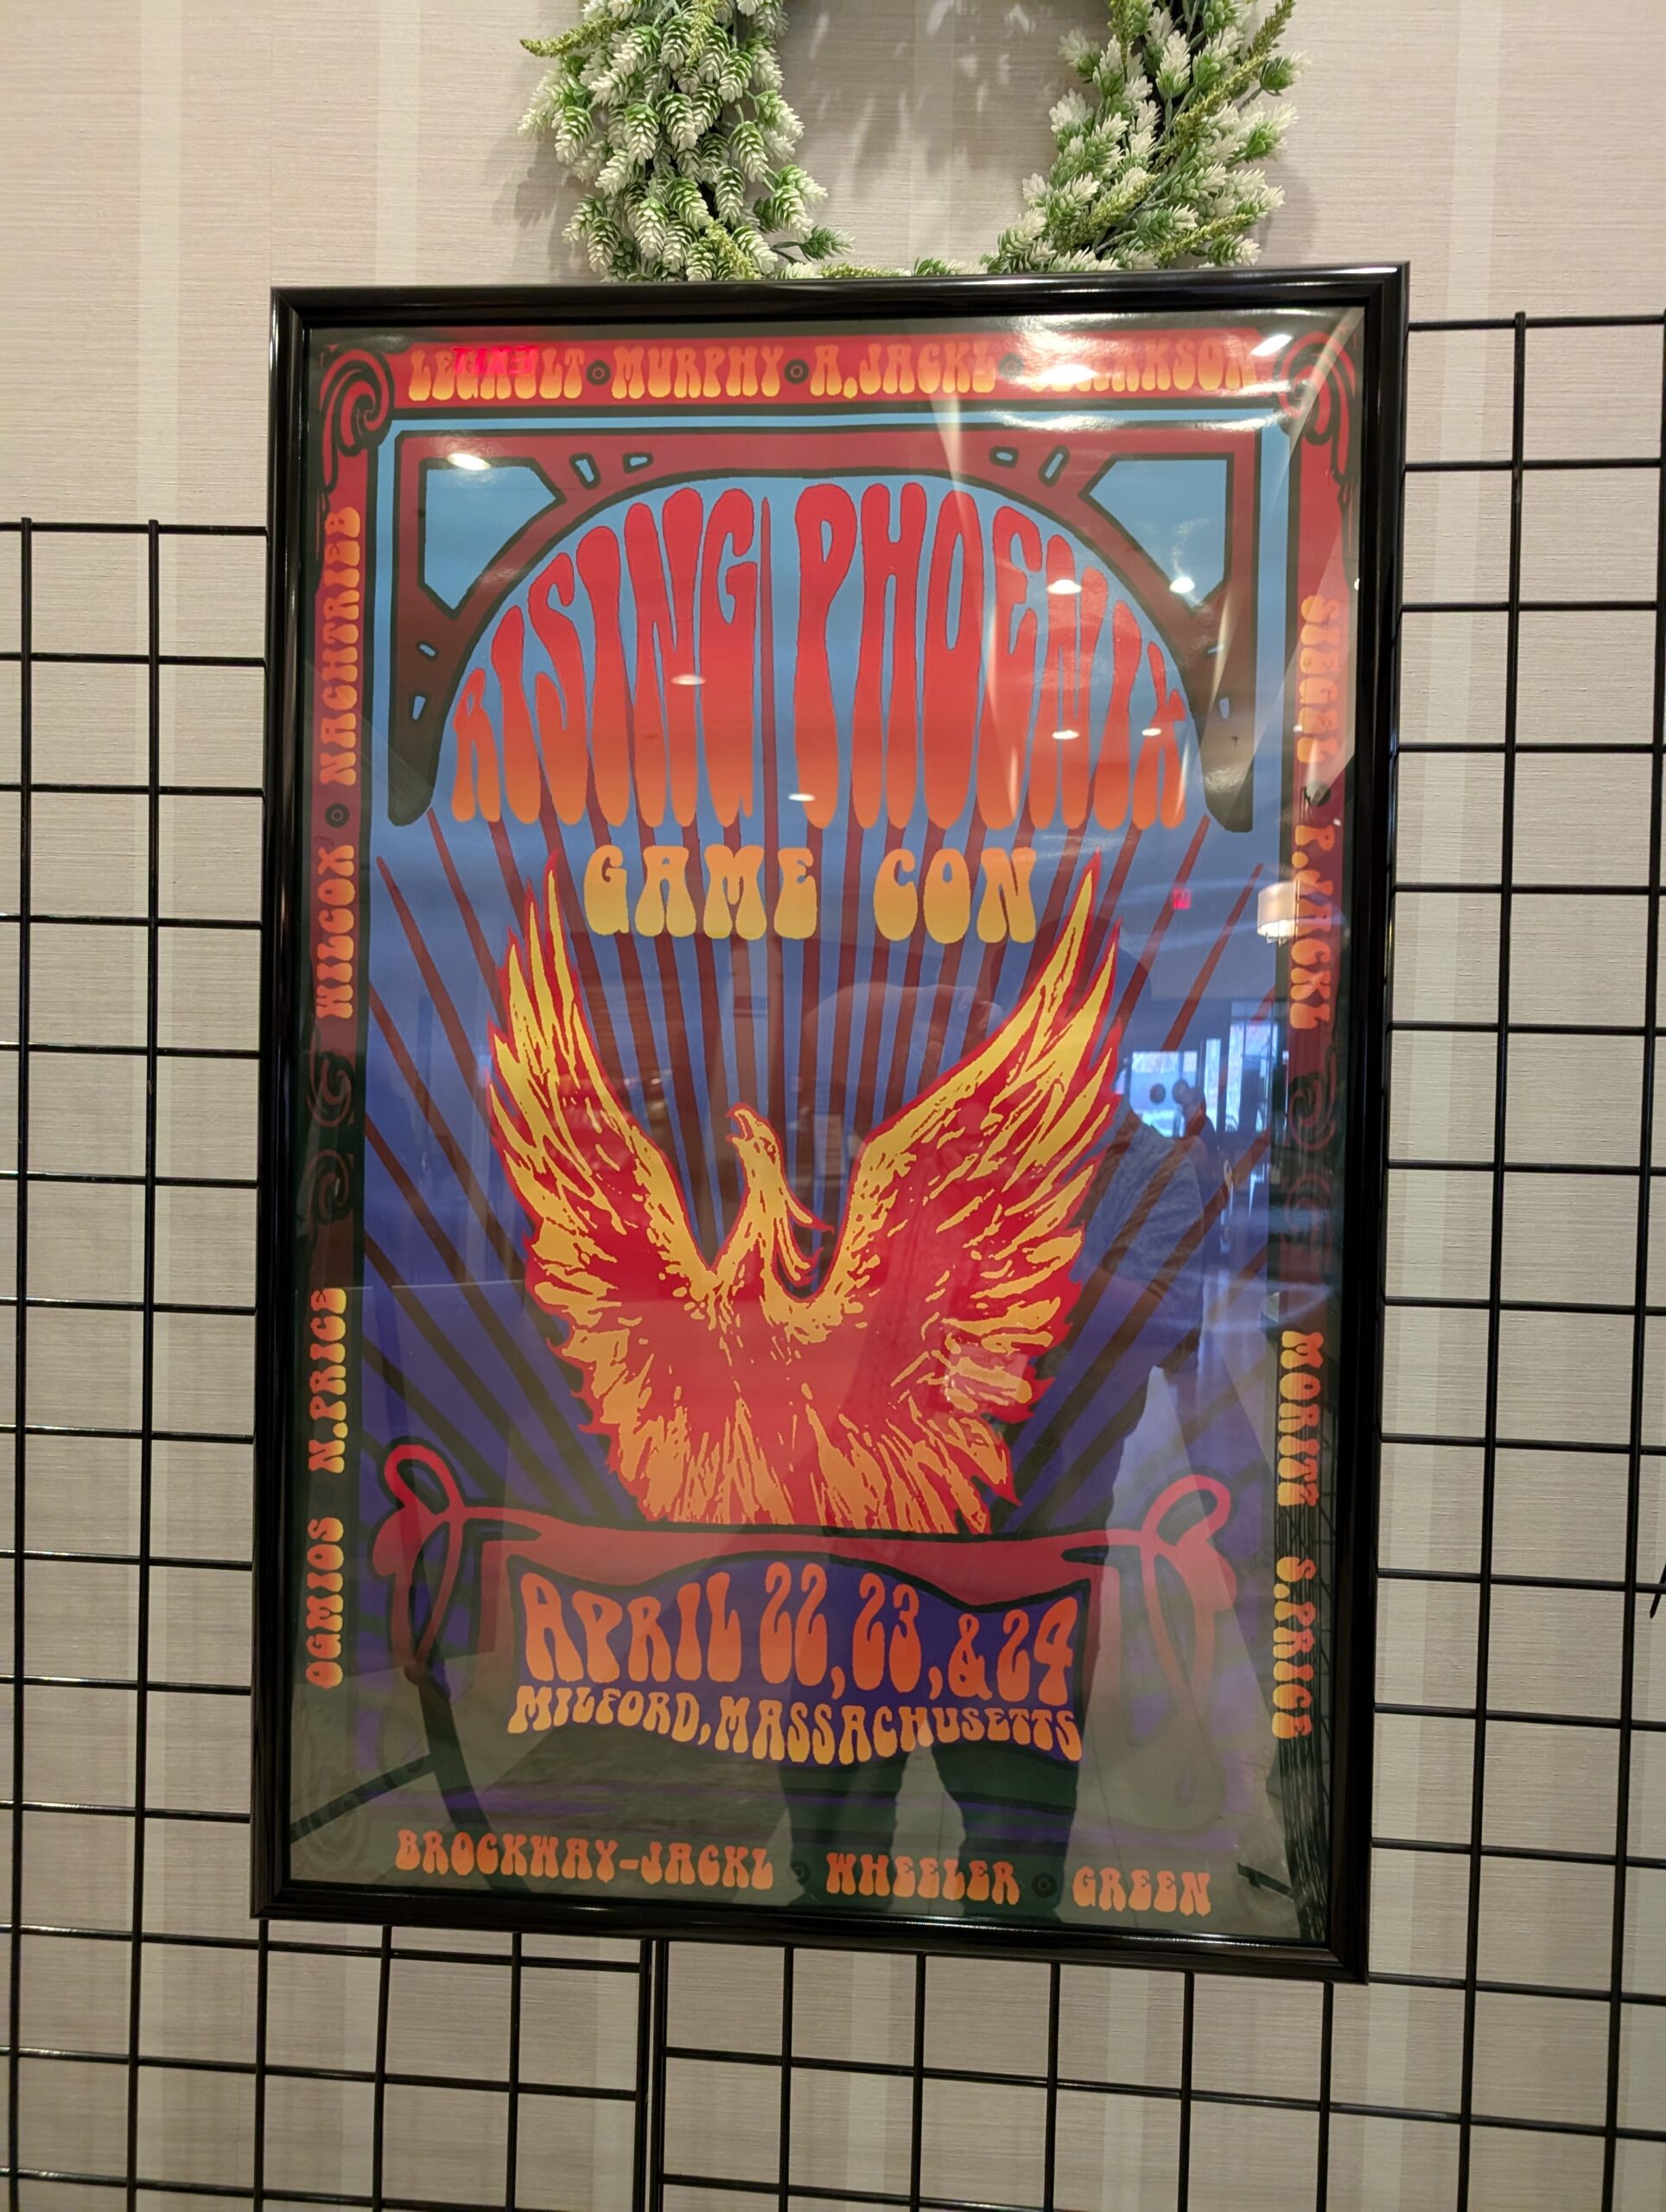 LEGAULT • MURPHY • A.JACKL •
WILCOX • NACHTRIEB
SIEGEL • P.JACKL
RISING PHOENIX
GAME CON
OGMIOS • N.PRICE
MORITZ S.PRICE
APRIL 22, 23, & 24
MILFORD, MASSACHUSETTS
BROCKWAY-JACKL • WHEELER • GREEN